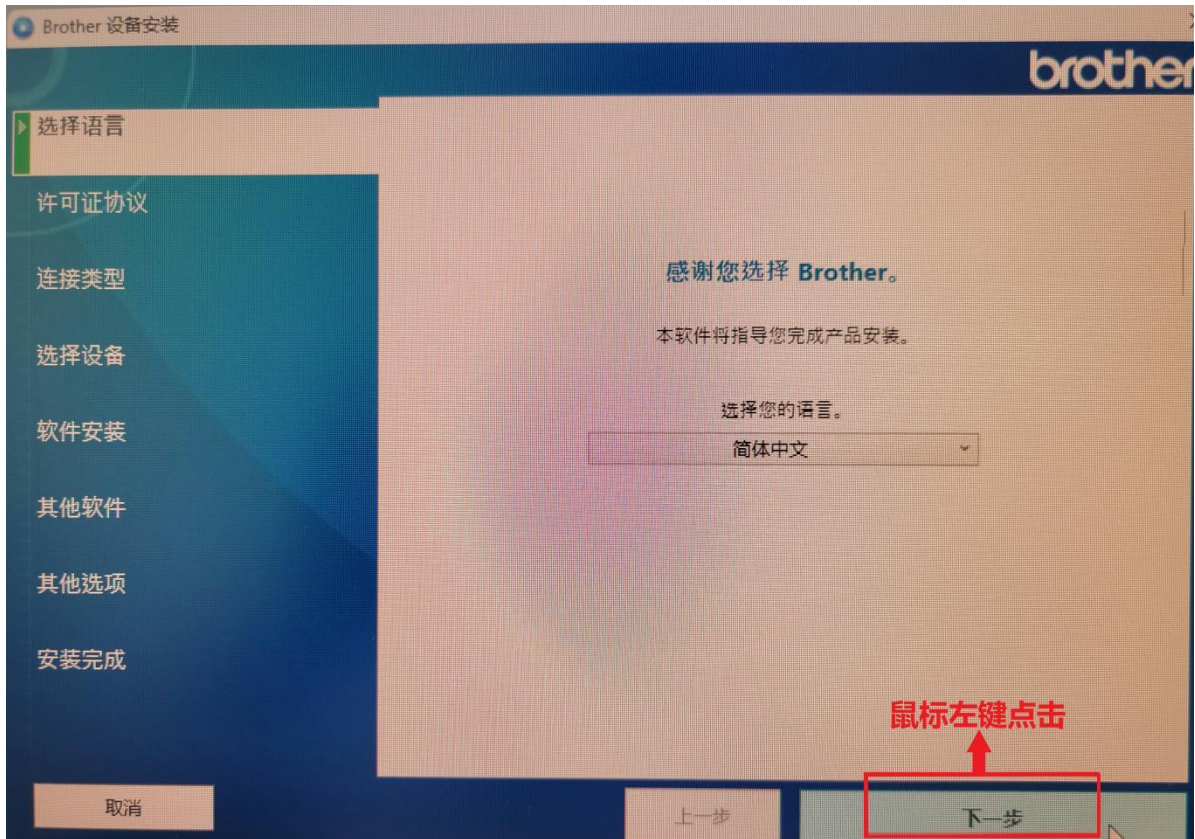 Brother 设备安装
brother
选择语言
许可证协议
连接类型
选择设备
软件安装
其他软件
其他选项
安装完成
感谢您选择 Brother。
本软件将指导您完成产品安装。
选择您的语言。
简体中文
鼠标左键点击
取消
上一步
下一步